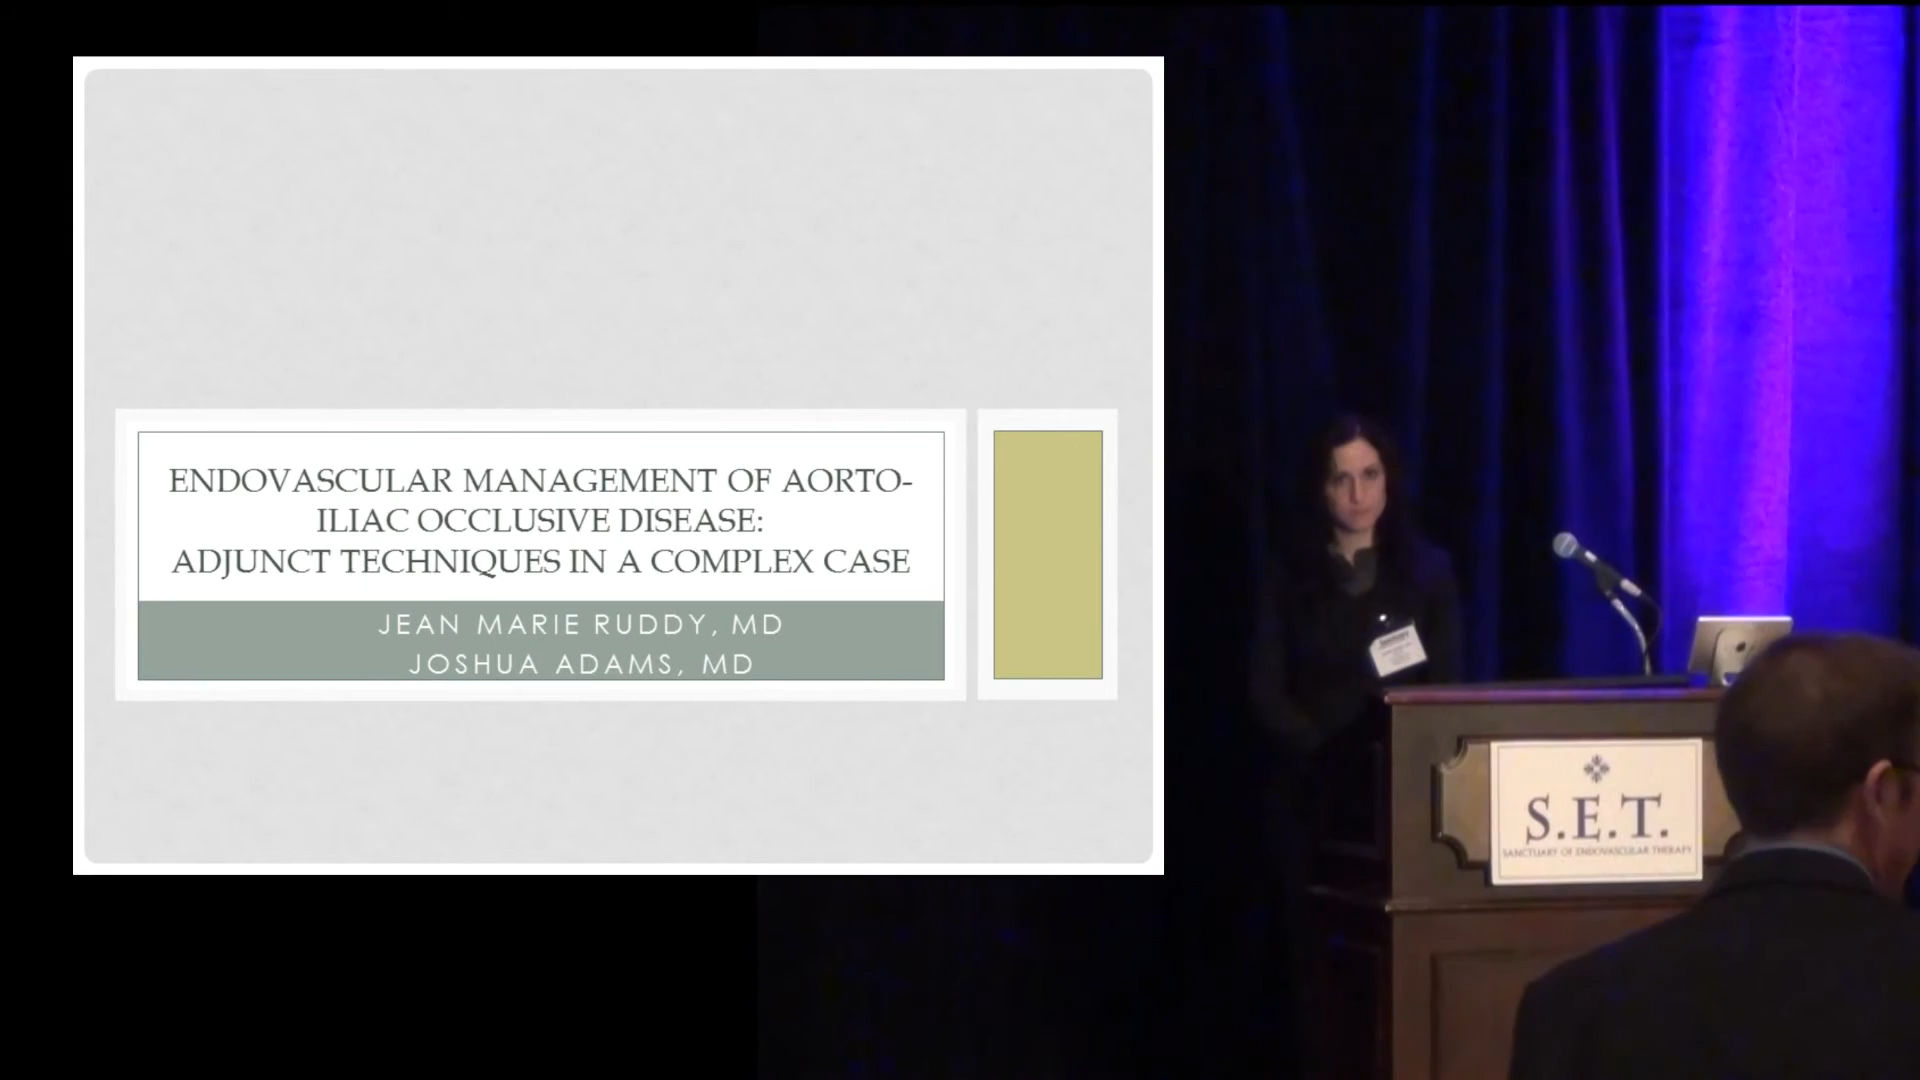 ENDOVASCULAR MANAGEMENT OF AORTO-
ILIAC OCCLUSIVE DISEASE:
ADJUNCT TECHNIQUES IN A COMPLEX CASE
JEAN MARIE RUDDY, MD
JOSHUA ADAMS, MD
S.E.T.
SANCTUARY OF ENDOVASCULAR THERAPY